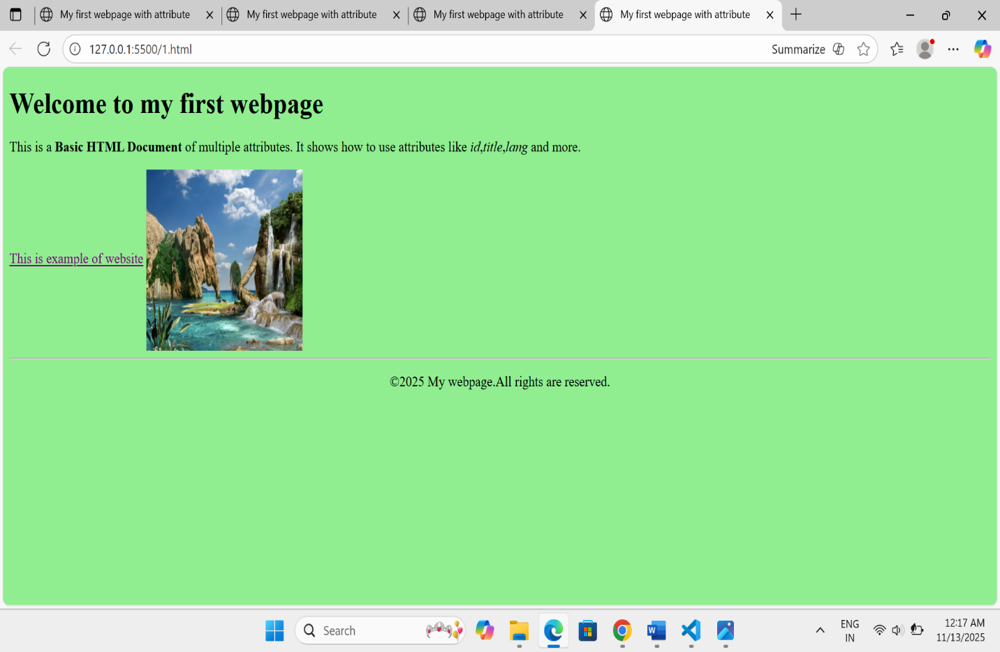 My first webpage with attribute My first webpage with attribute My first webpage with attribute My first webpage with attribute
127.0.0.1:5500/1.html Summarize
Welcome to my first webpage
This is a Basic HTML Document of multiple attributes. It shows how to use attributes like id,title,lang and more.
This is example of website
©2025 My webpage.All rights are reserved.
Search
ENG
IN
12:17 AM
11/13/2025